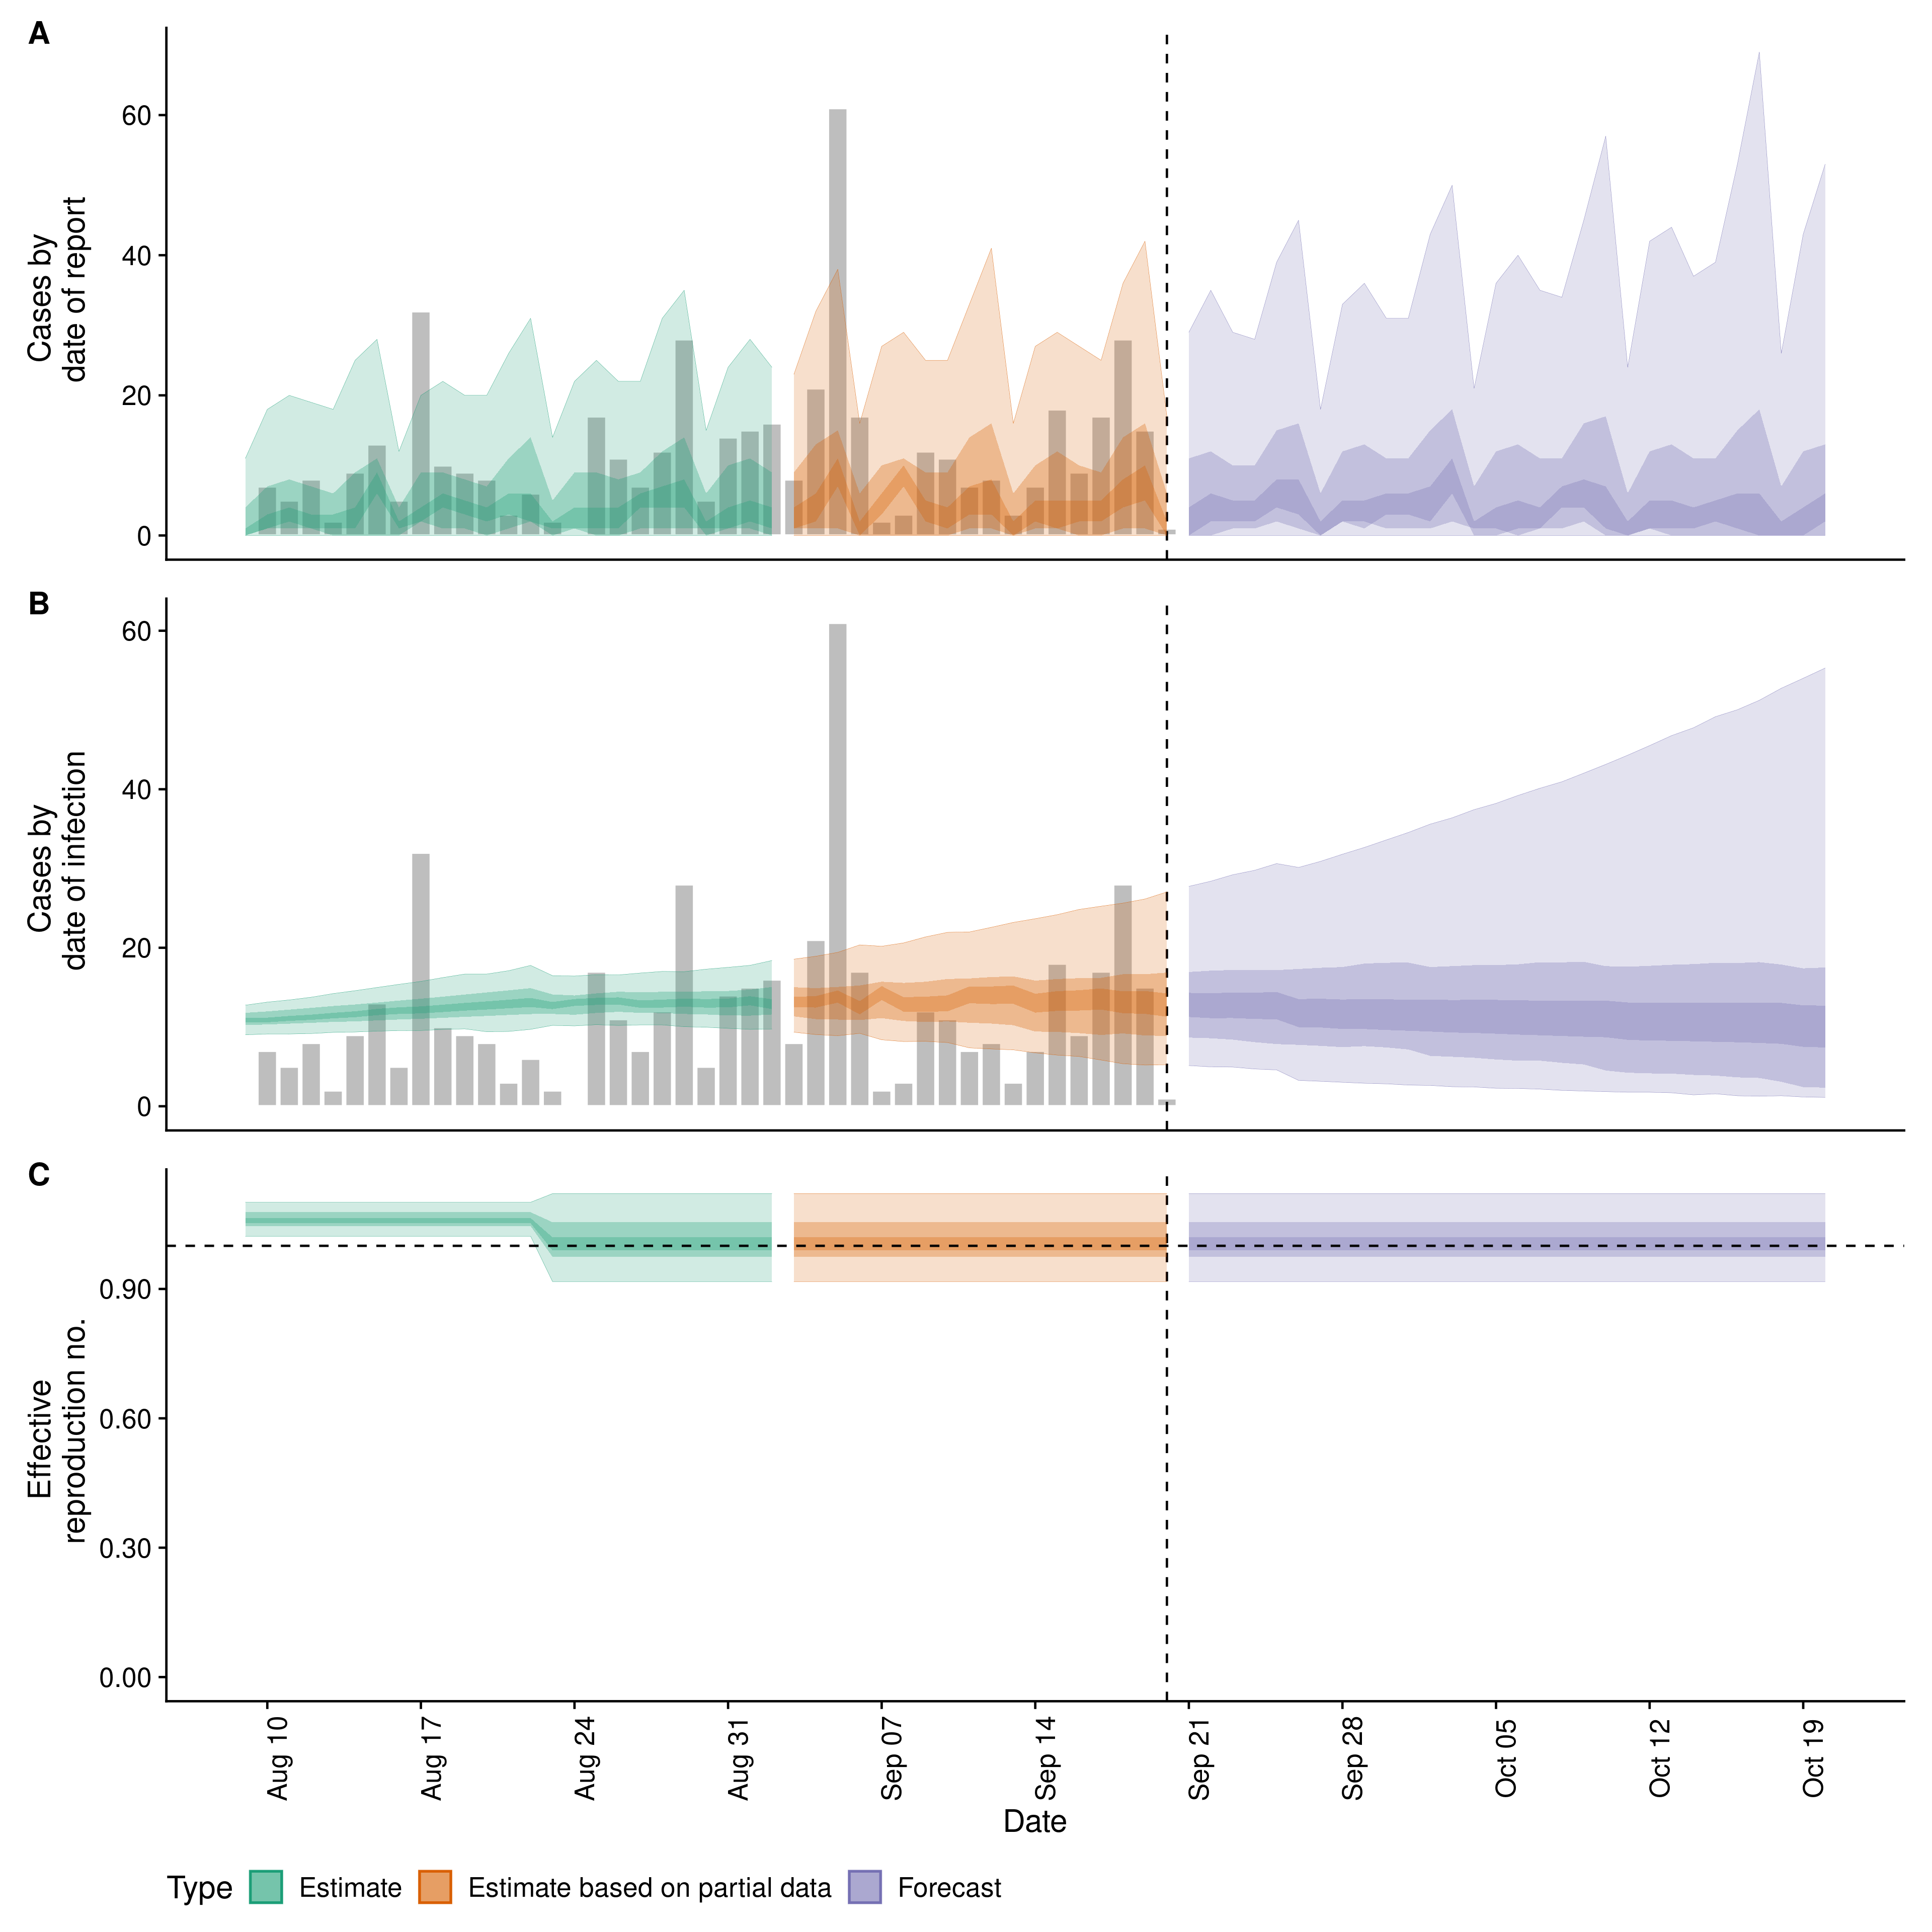 A
Cases by
date of report
60
40
20
0
B
Cases by
date of infection
60
40
20
0
C
Effective
reproduction no.
0.90
0.60
0.30
0.00
Aug 10
Aug 17
Aug 24
Aug 31
Sep 07
Sep 14
Sep 21
Sep 28
Oct 05
Oct 12
Oct 19
Date
Type Estimate Estimate based on partial data Forecast